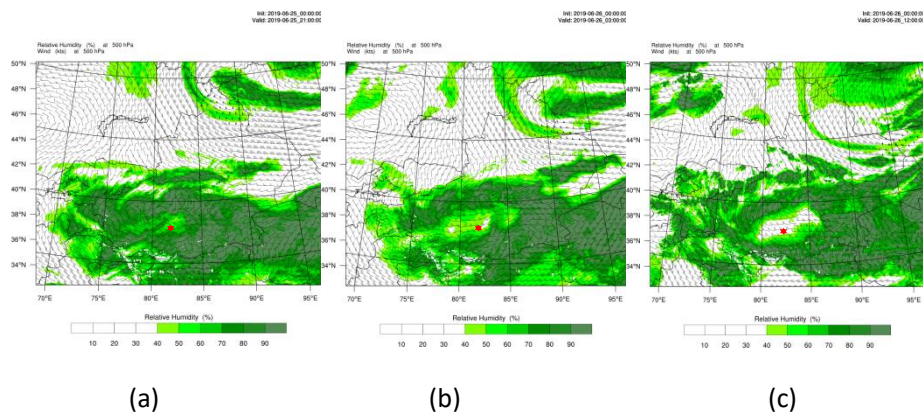 Init: 2019-06-25_00:00:00
Valid: 2019-06-25_21:00:00
Relative Humidity (%) at 500 hPa
Wind (kts) at 500 hPa
50°N
48°N
46°N
44°N
42°N
40°N
38°N
36°N
34°N
70°E 75°E 80°E 85°E 90°E 95°E
Relative Humidity (%)
10 20 30 40 50 60 70 80 90
(a)
Init: 2019-06-26_00:00:00
Valid: 2019-06-26_03:00:00
Relative Humidity (%) at 500 hPa
Wind (kts) at 500 hPa
50°N
48°N
46°N
44°N
42°N
40°N
38°N
36°N
34°N
70°E 75°E 80°E 85°E 90°E 95°E
Relative Humidity (%)
10 20 30 40 50 60 70 80 90
(b)
Init: 2019-06-26_00:00:00
Valid: 2019-06-26_12:00:00
Relative Humidity (%) at 500 hPa
Wind (kts) at 500 hPa
50°N
48°N
46°N
44°N
42°N
40°N
38°N
36°N
34°N
70°E 75°E 80°E 85°E 90°E 95°E
Relative Humidity (%)
10 20 30 40 50 60 70 80 90
(c)